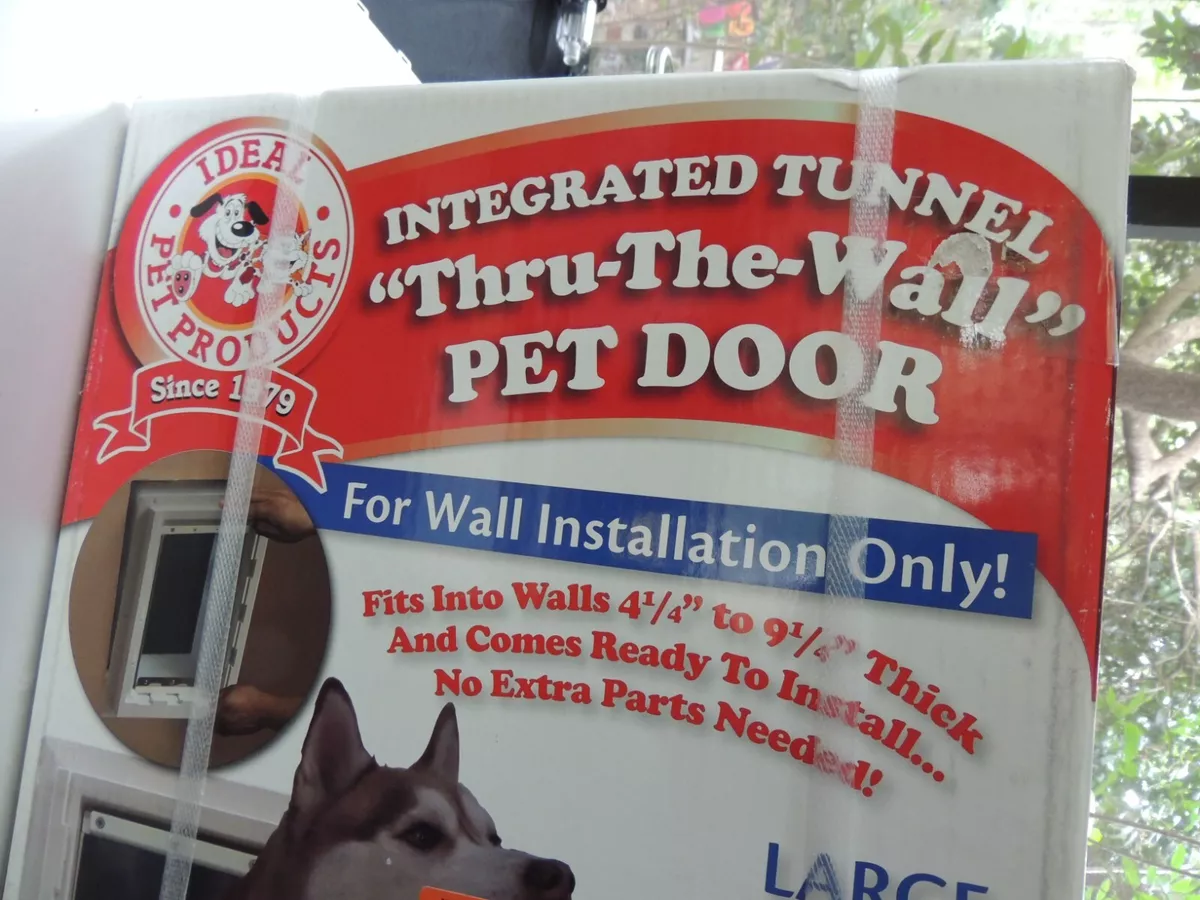 IDEAL
PET PRODUCTS
Since 1979
INTEGRATED TUNNEL
“Thru-The-Wall”
PET DOOR
For Wall Installation Only!
Fits Into Walls 4¼” to 9¼” Thick
And Comes Ready To Install...
No Extra Parts Needed!
LARGE